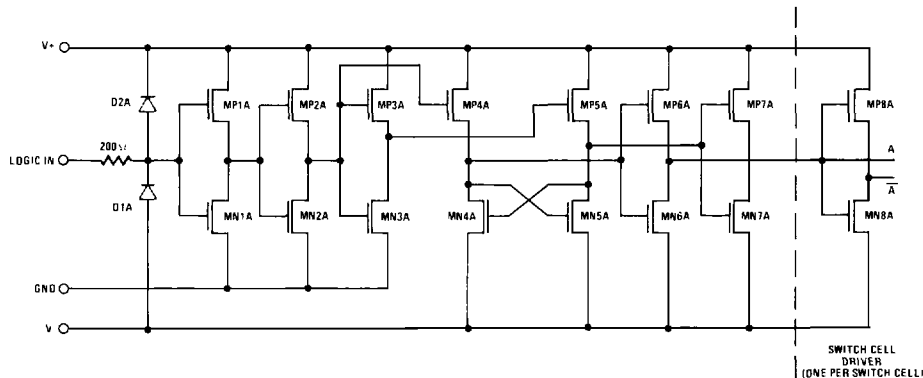 V+
D2A
MP1A
MP2A
MP3A
MP4A
MP5A
MP6A
MP7A
MP8A
200Ω
LOGIC IN
A
A̅
D1A
MN1A
MN2A
MN3A
MN4A
MN5A
MN6A
MN7A
MN8A
GND
V
SWITCH CELL
DRIVER
(ONE PER SWITCH CELL)